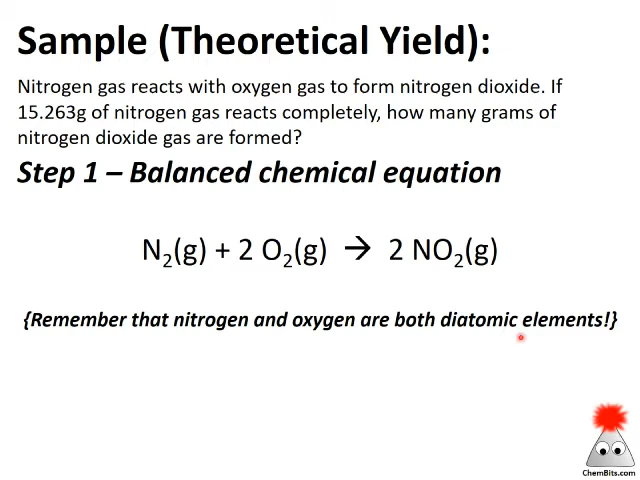 Sample (Theoretical Yield):
Nitrogen gas reacts with oxygen gas to form nitrogen dioxide. If
15.263g of nitrogen gas reacts completely, how many grams of
nitrogen dioxide gas are formed?
Step 1 – Balanced chemical equation
N₂(g) + 2 O₂(g) → 2 NO₂(g)
{Remember that nitrogen and oxygen are both diatomic elements!}
ChemBits.com